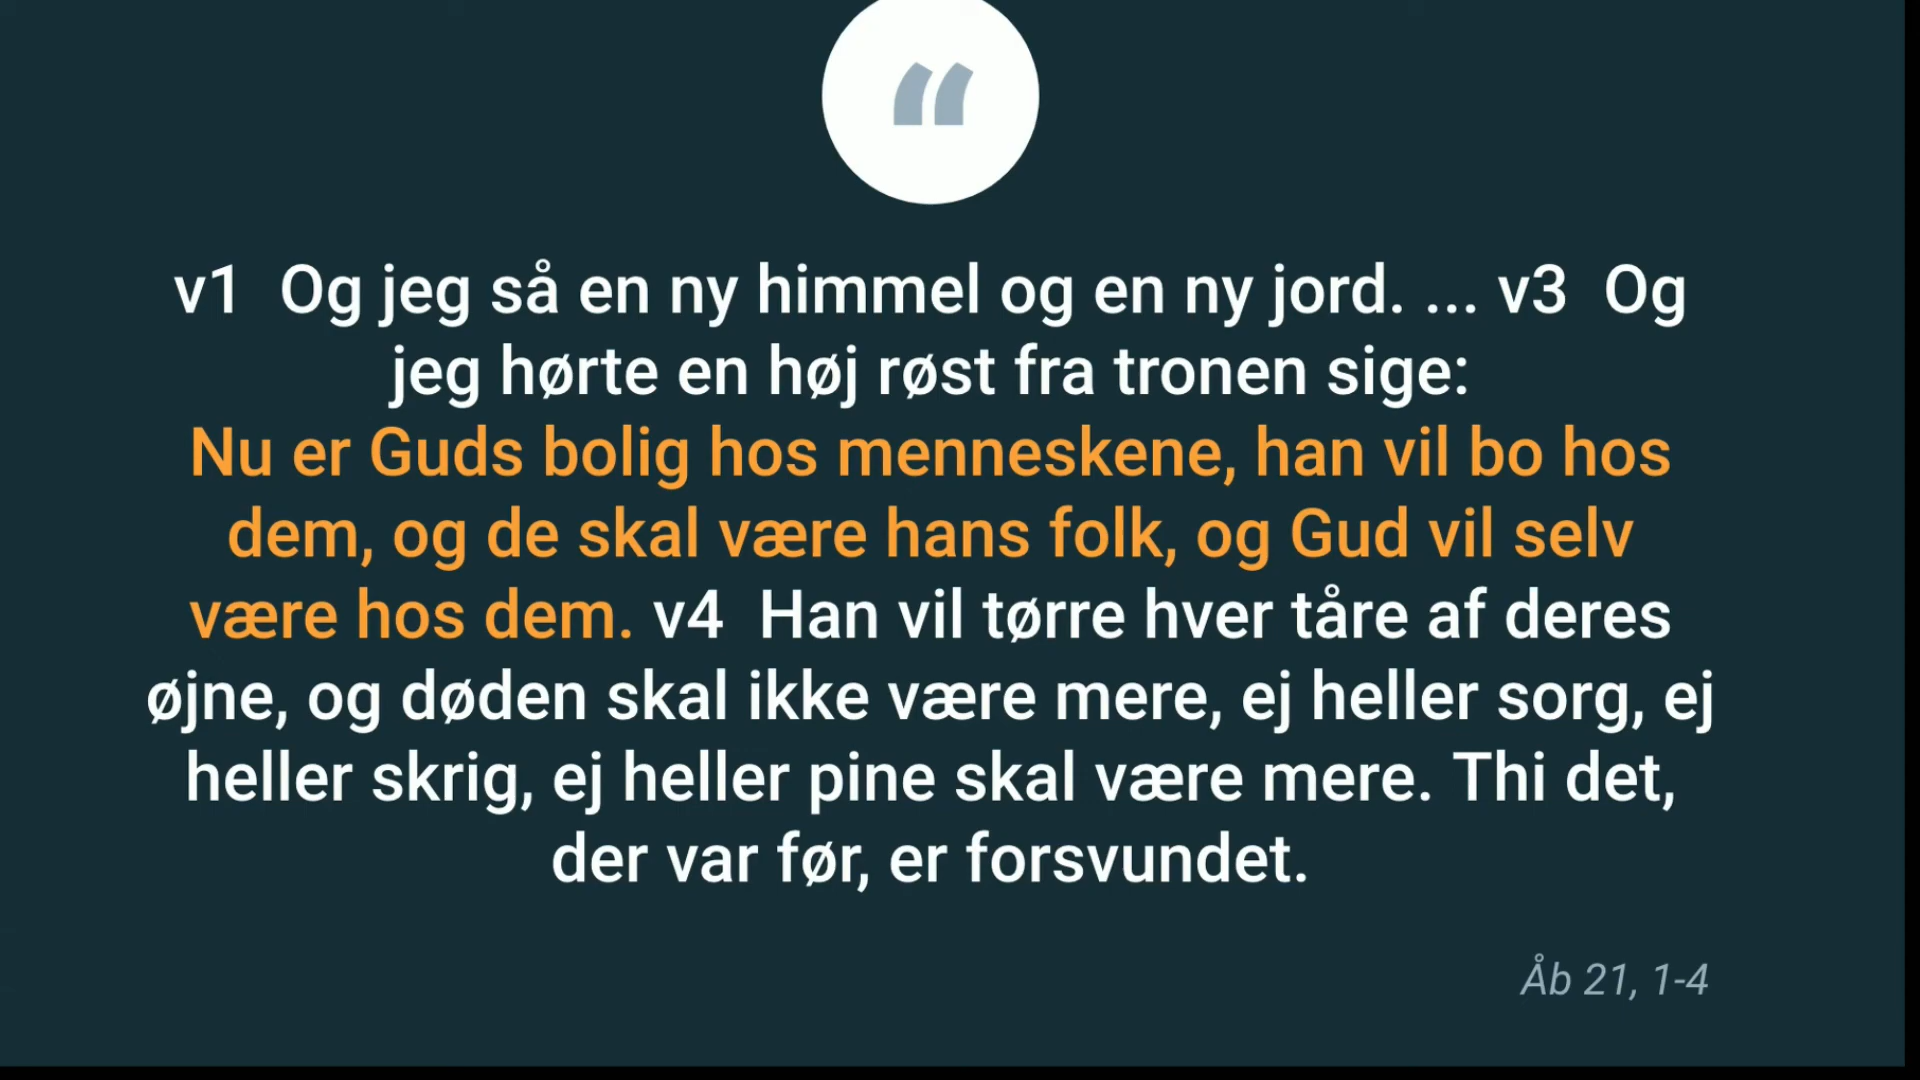 “
v1  Og jeg så en ny himmel og en ny jord. ... v3  Og
jeg hørte en høj røst fra tronen sige:
Nu er Guds bolig hos menneskene, han vil bo hos
dem, og de skal være hans folk, og Gud vil selv
være hos dem. v4  Han vil tørre hver tåre af deres
øjne, og døden skal ikke være mere, ej heller sorg, ej
heller skrig, ej heller pine skal være mere. Thi det,
der var før, er forsvundet.
Åb 21, 1-4